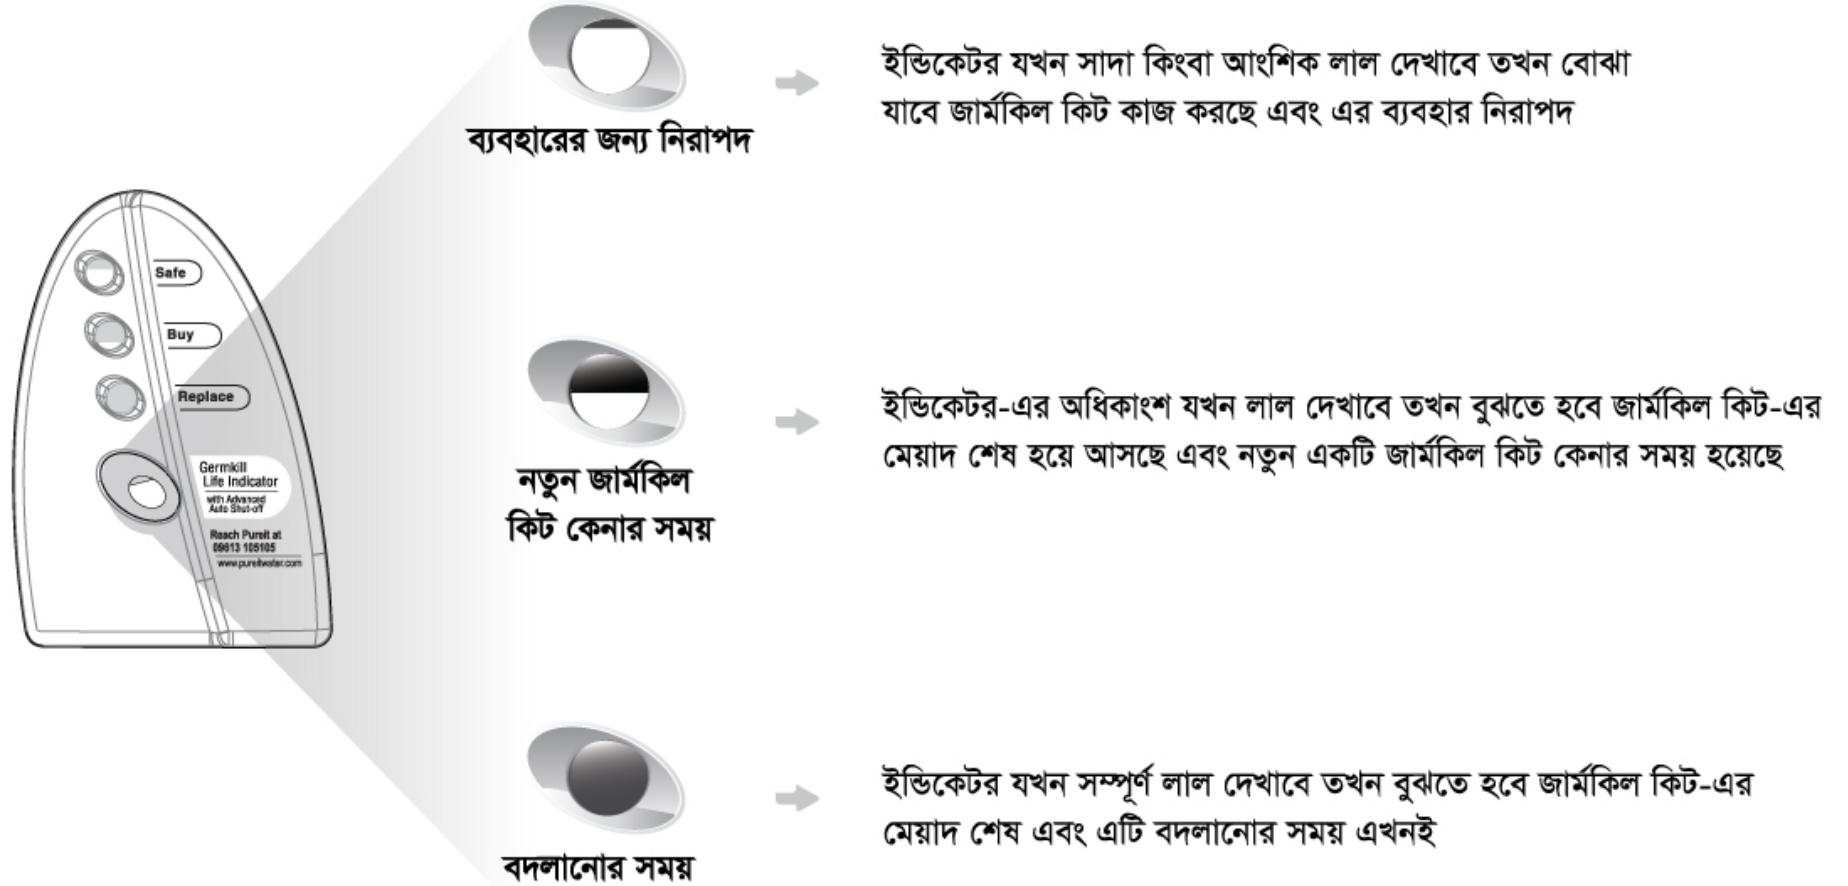 ইন্ডিকেটর যখন সাদা কিংবা আংশিক লাল দেখাবে তখন বোঝা
যাবে জার্মকিল কিট কাজ করছে এবং এর ব্যবহার নিরাপদ
ব্যবহারের জন্য নিরাপদ
Safe
Buy
Replace
Germkill
Life Indicator
with Advanced
Auto Shut-off
Reach Pureit at
09613 105105
www.pureitwater.com
ইন্ডিকেটর-এর অধিকাংশ যখন লাল দেখাবে তখন বুঝতে হবে জার্মকিল কিট-এর
মেয়াদ শেষ হয়ে আসছে এবং নতুন একটি জার্মকিল কিট কেনার সময় হয়েছে
নতুন জার্মকিল
কিট কেনার সময়
ইন্ডিকেটর যখন সম্পূর্ণ লাল দেখাবে তখন বুঝতে হবে জার্মকিল কিট-এর
মেয়াদ শেষ এবং এটি বদলানোর সময় এখনই
বদলানোর সময়